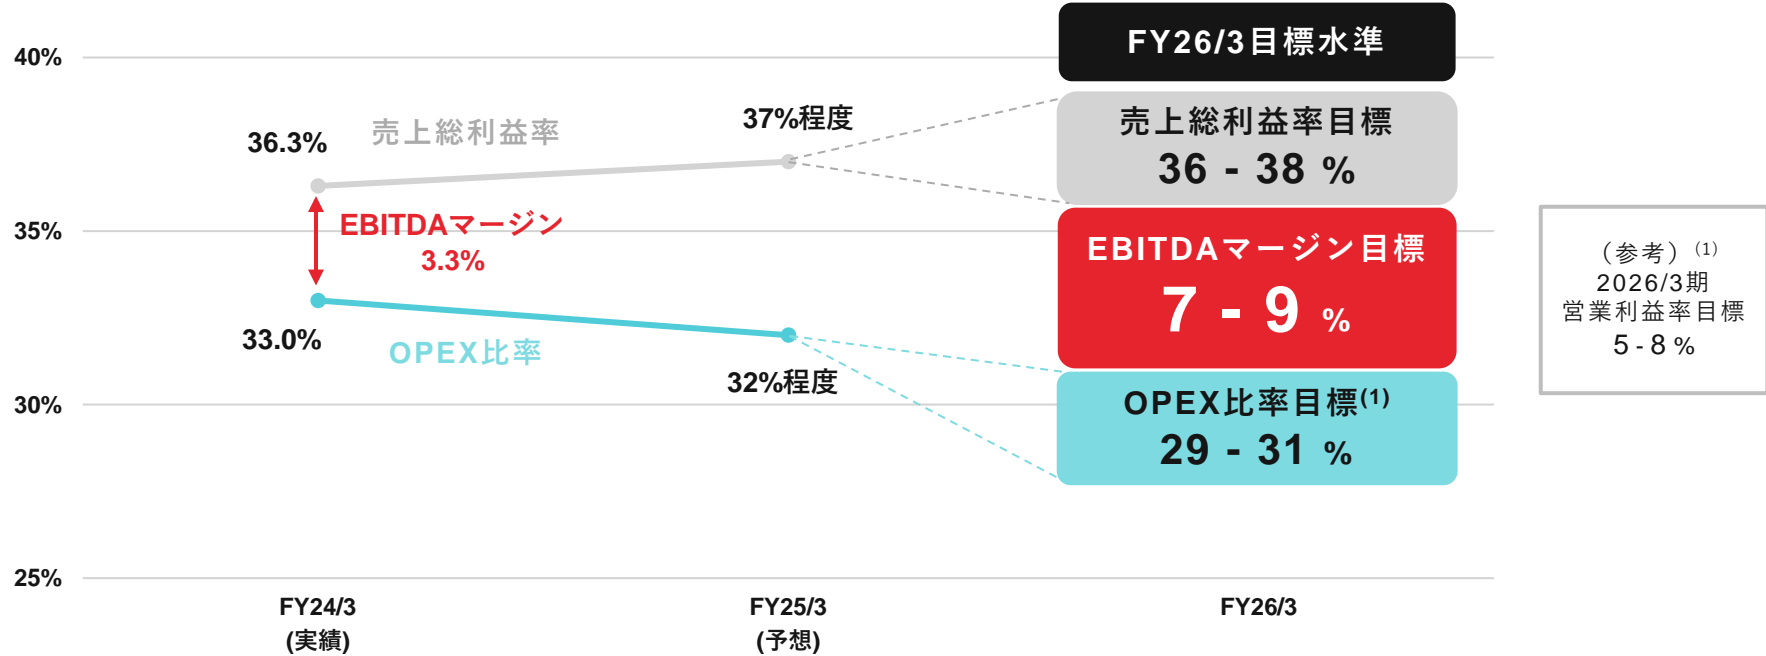 FY26/3目標水準
40%
売上総利益率目標
36 - 38 %
37%程度
売上総利益率
36.3%
EBITDAマージン
3.3%
35%
EBITDAマージン目標
7 - 9 %
（参考）(1)
2026/3期
営業利益率目標
5 - 8 %
33.0%
OPEX比率
32%程度
OPEX比率目標(1)
29 - 31 %
30%
25%
FY24/3
(実績)
FY25/3
(予想)
FY26/3